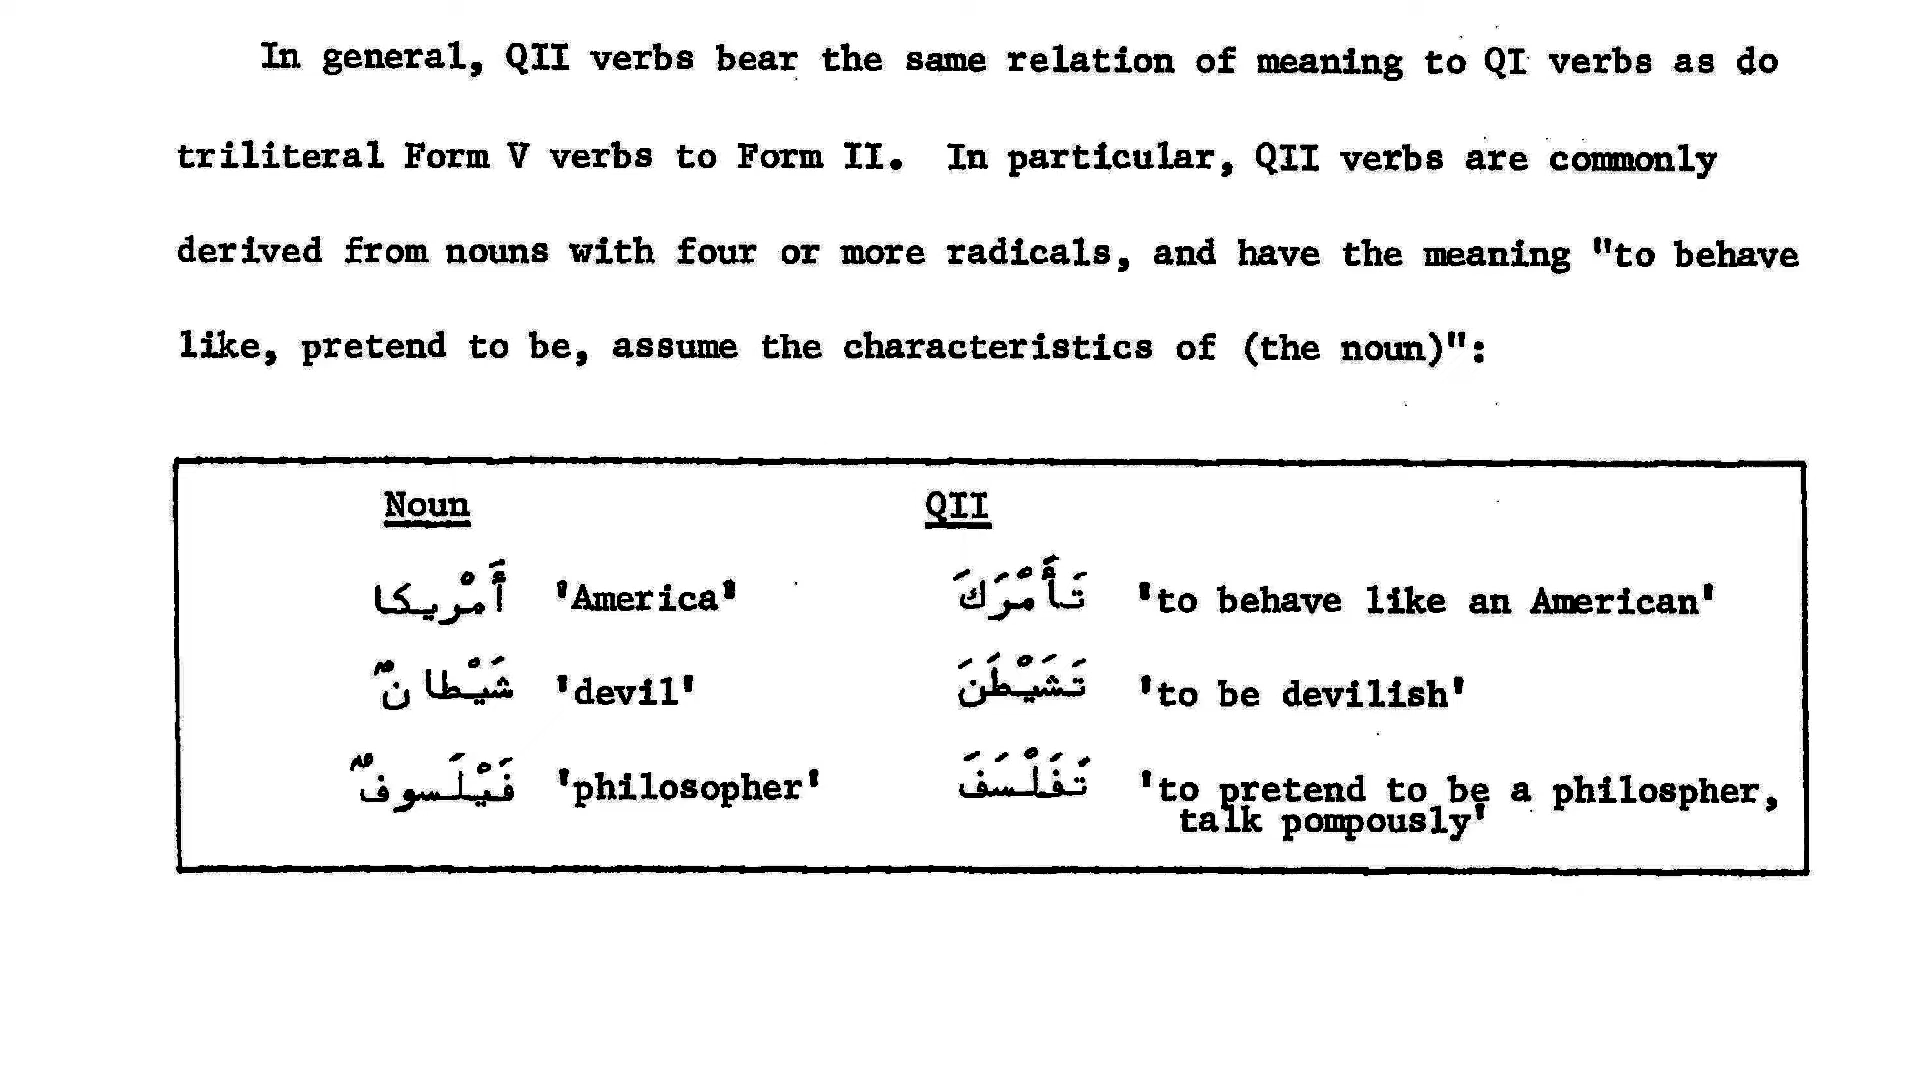 In general, QII verbs bear the same relation of meaning to QI verbs as do
triliteral Form V verbs to Form II. In particular, QII verbs are commonly
derived from nouns with four or more radicals, and have the meaning "to behave
like, pretend to be, assume the characteristics of (the noun)":
Noun QII
أَمْريكا 'America' تَأَمْرَكَ 'to behave like an American'
شَيْطانٌ 'devil' تَشَيْطَنَ 'to be devilish'
فَيْلَسوفٌ 'philosopher' تَفَلْسَفَ 'to pretend to be a philospher,
talk pompously'